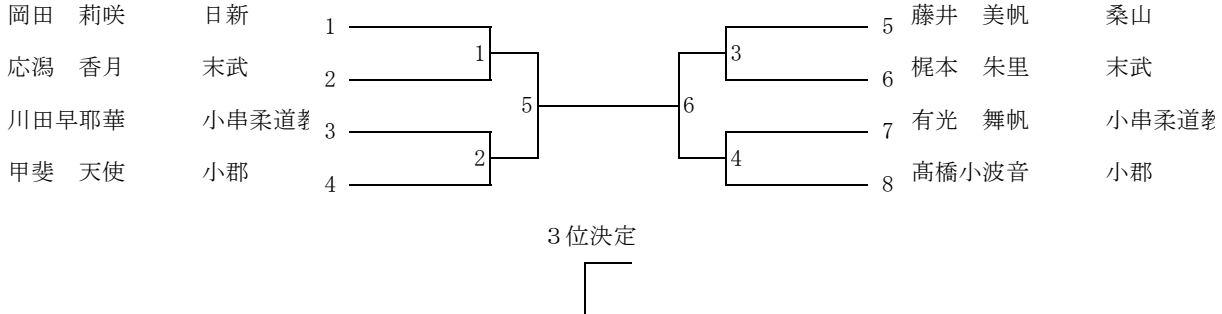 岡田　莉咲　日新　1
応潟　香月　末武　2
川田早耶華　小串柔道　3
甲斐　天使　小郡　4
1
2
5
6
3
4
5　藤井　美帆　桑山
6　梶本　朱里　末武
7　有光　舞帆　小串柔道
8　髙橋小波音　小郡
３位決定